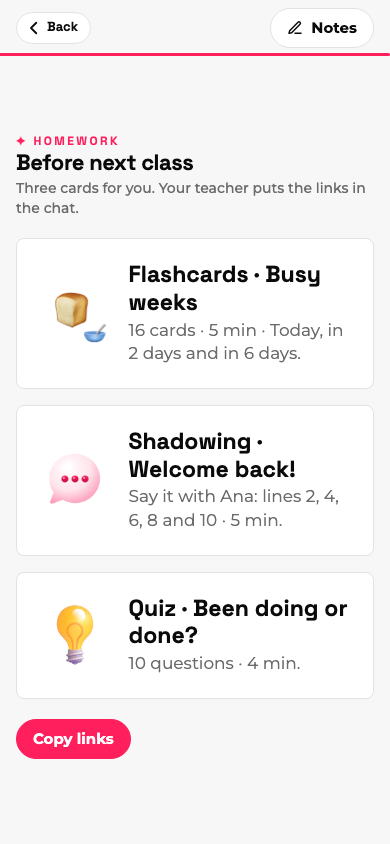 Back
Notes
✦ HOMEWORK
Before next class
Three cards for you. Your teacher puts the links in
the chat.
Flashcards · Busy
weeks
16 cards · 5 min · Today, in
2 days and in 6 days.
Shadowing ·
Welcome back!
Say it with Ana: lines 2, 4,
6, 8 and 10 · 5 min.
Quiz · Been doing or
done?
10 questions · 4 min.
Copy links